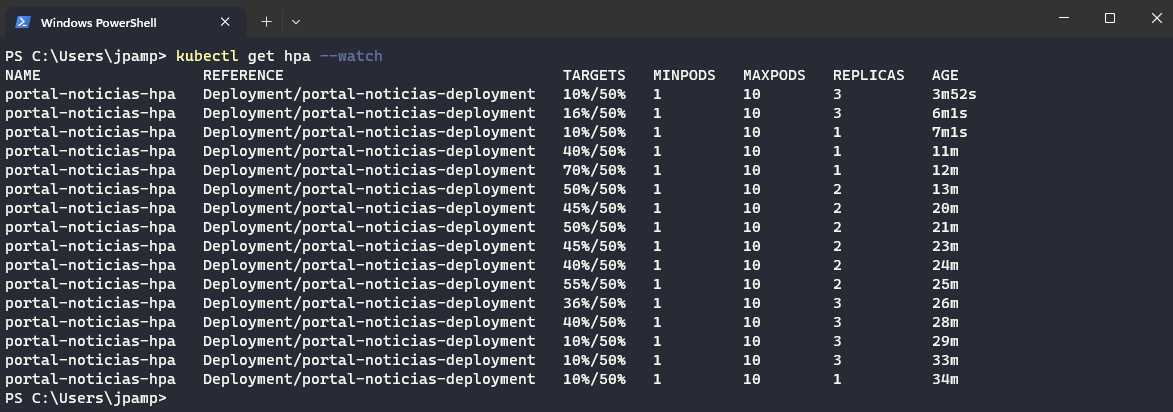 Windows PowerShell
PS C:\Users\jpamp> kubectl get hpa --watch
NAME REFERENCE TARGETS MINPODS MAXPODS REPLICAS AGE
portal-noticias-hpa Deployment/portal-noticias-deployment 10%/50% 1 10 3 3m52s
portal-noticias-hpa Deployment/portal-noticias-deployment 16%/50% 1 10 3 6m1s
portal-noticias-hpa Deployment/portal-noticias-deployment 10%/50% 1 10 1 7m1s
portal-noticias-hpa Deployment/portal-noticias-deployment 40%/50% 1 10 1 11m
portal-noticias-hpa Deployment/portal-noticias-deployment 70%/50% 1 10 1 12m
portal-noticias-hpa Deployment/portal-noticias-deployment 50%/50% 1 10 2 13m
portal-noticias-hpa Deployment/portal-noticias-deployment 45%/50% 1 10 2 20m
portal-noticias-hpa Deployment/portal-noticias-deployment 50%/50% 1 10 2 21m
portal-noticias-hpa Deployment/portal-noticias-deployment 45%/50% 1 10 2 23m
portal-noticias-hpa Deployment/portal-noticias-deployment 40%/50% 1 10 2 24m
portal-noticias-hpa Deployment/portal-noticias-deployment 55%/50% 1 10 2 25m
portal-noticias-hpa Deployment/portal-noticias-deployment 36%/50% 1 10 3 26m
portal-noticias-hpa Deployment/portal-noticias-deployment 40%/50% 1 10 3 28m
portal-noticias-hpa Deployment/portal-noticias-deployment 10%/50% 1 10 3 29m
portal-noticias-hpa Deployment/portal-noticias-deployment 10%/50% 1 10 3 33m
portal-noticias-hpa Deployment/portal-noticias-deployment 10%/50% 1 10 1 34m
PS C:\Users\jpamp>